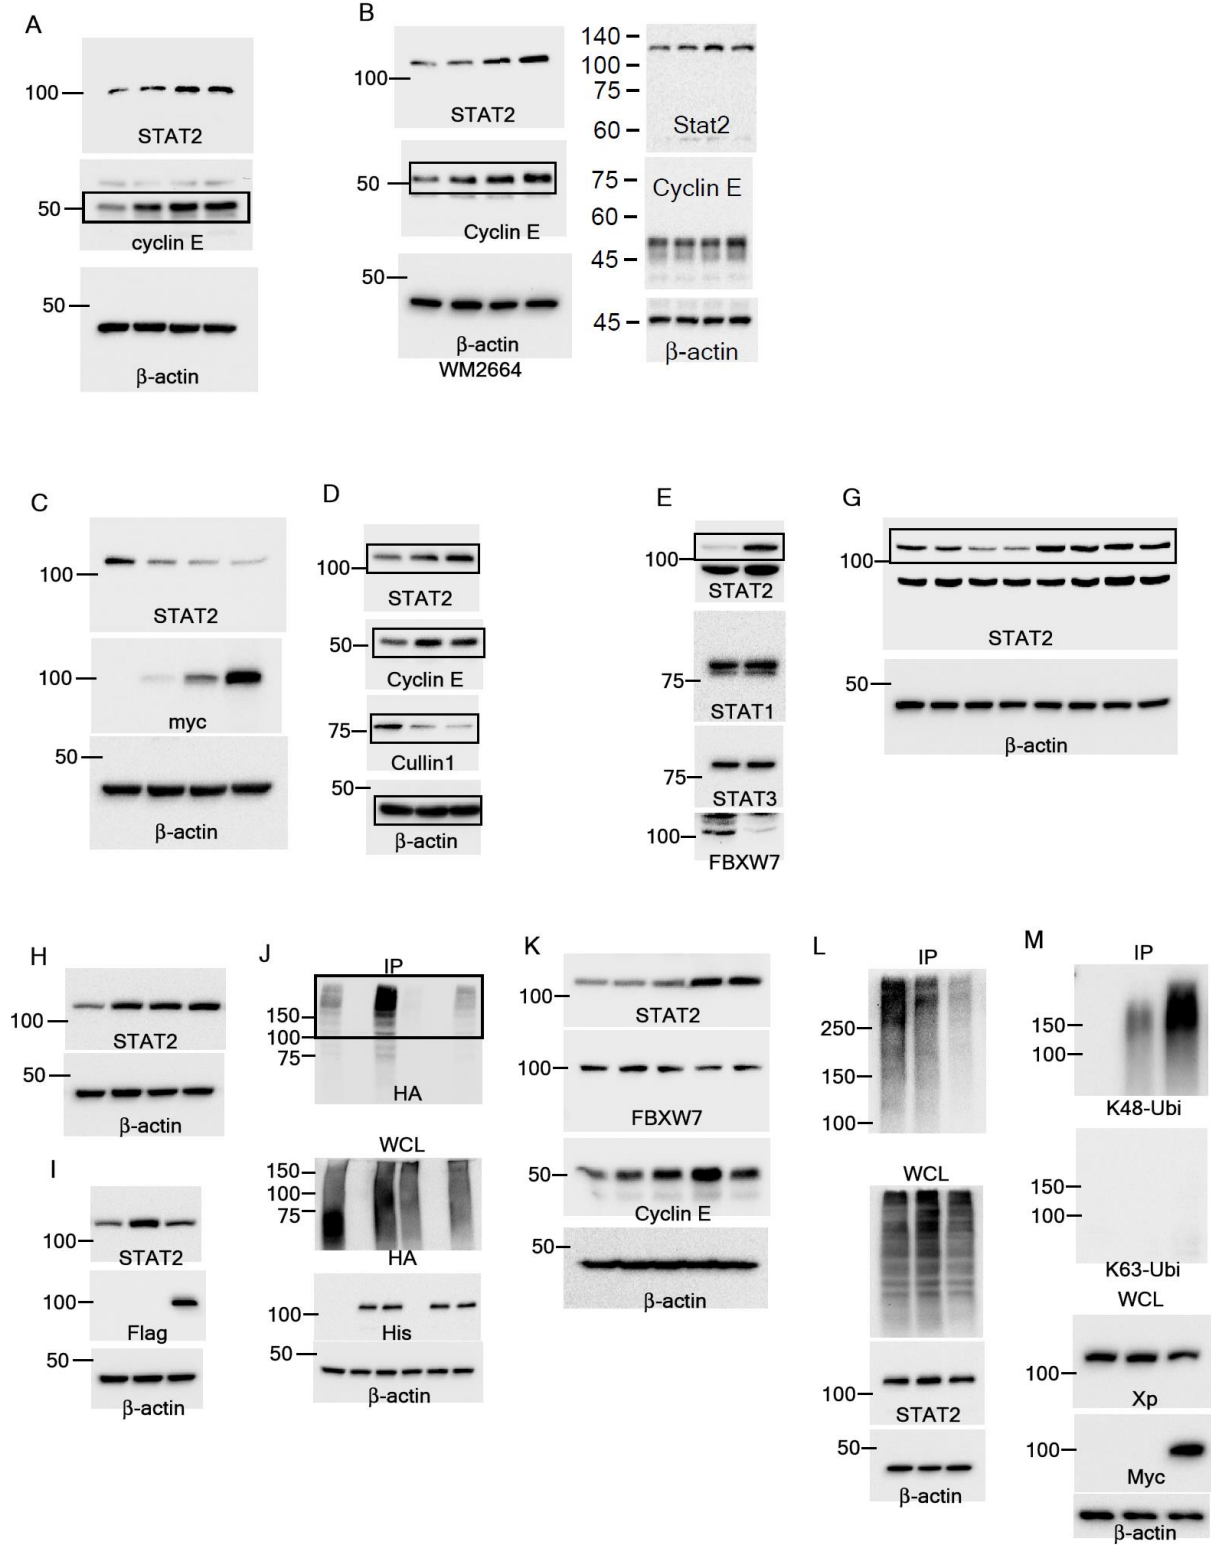 A
100
STAT2
50
cyclin E
50
β-actin
B
100
STAT2
50
Cyclin E
50
β-actin
WM2664
140
100
75
60
Stat2
75
Cyclin E
60
45
45
β-actin
C
100
STAT2
100
myc
50
β-actin
D
100
STAT2
50
Cyclin E
75
Cullin1
50
β-actin
E
100
STAT2
75
STAT1
75
STAT3
100
FBXW7
G
100
STAT2
50
β-actin
H
100
STAT2
50
β-actin
I
100
STAT2
100
Flag
50
β-actin
J
IP
150
100
75
HA
WCL
150
100
75
HA
100
His
50
β-actin
K
100
STAT2
100
FBXW7
50
Cyclin E
50
β-actin
L
IP
250
150
100
WCL
100
STAT2
50
β-actin
M
IP
150
100
K48-Ubi
150
100
K63-Ubi
WCL
100
Xp
100
Myc
β-actin